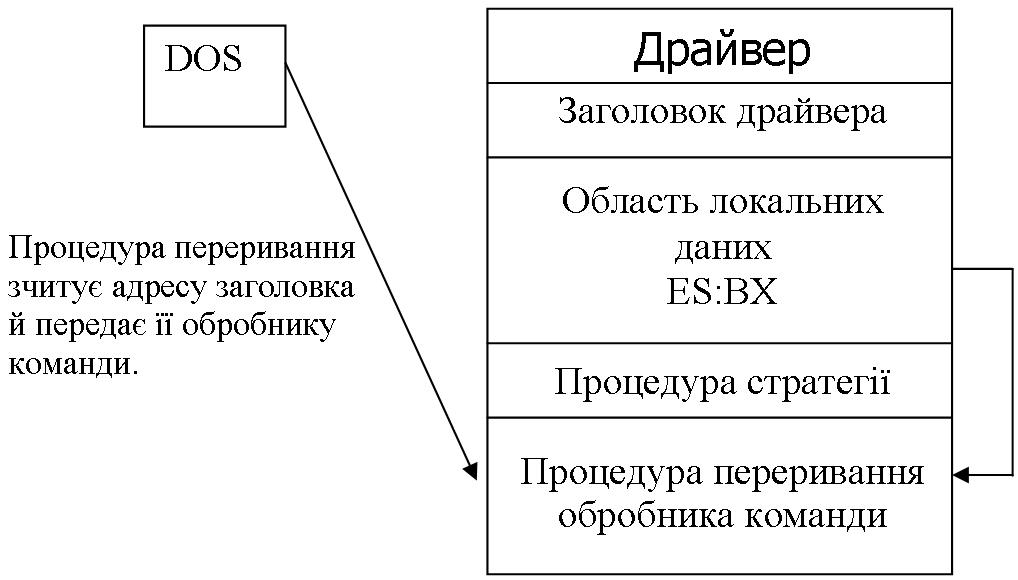 DOS
Процедура переривання
зчитує адресу заголовка
й передає її обробнику
команди.
Драйвер
Заголовок драйвера
Область локальних
даних
ES:BX
Процедура стратегії
Процедура переривання
обробника команди